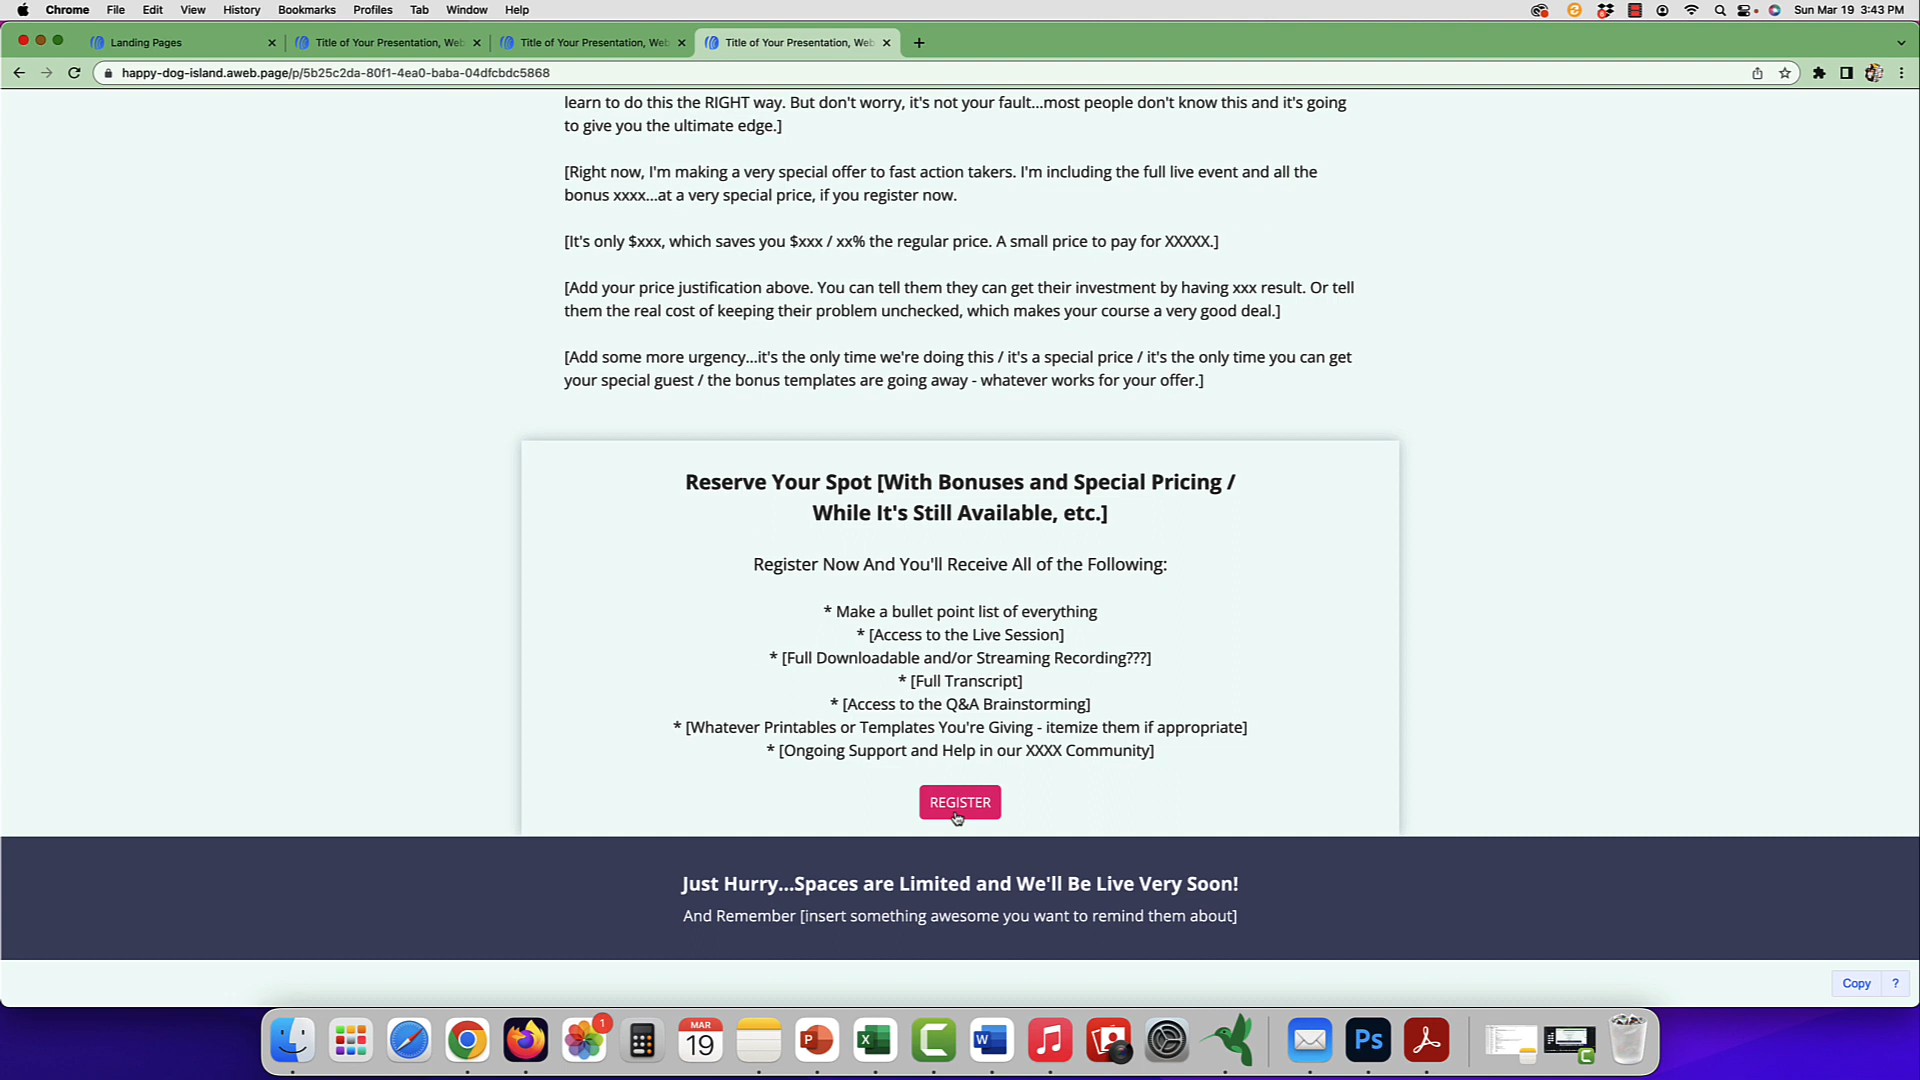 Chrome File Edit View History Bookmarks Profiles Tab Window Help Sun Mar 19 3:43 PM
Landing Pages Title of Your Presentation, Web Title of Your Presentation, Web Title of Your Presentation, Web
happy-dog-island.aweb.page/p/5b25c2da-80f1-4ea0-baba-04dfcbdc5868
learn to do this the RIGHT way. But don't worry, it's not your fault...most people don't know this and it's going
to give you the ultimate edge.]
[Right now, I'm making a very special offer to fast action takers. I'm including the full live event and all the
bonus xxxx...at a very special price, if you register now.
[It's only $xxx, which saves you $xxx / xx% the regular price. A small price to pay for XXXXX.]
[Add your price justification above. You can tell them they can get their investment by having xxx result. Or tell
them the real cost of keeping their problem unchecked, which makes your course a very good deal.]
[Add some more urgency...it's the only time we're doing this / it's a special price / it's the only time you can get
your special guest / the bonus templates are going away - whatever works for your offer.]
Reserve Your Spot [With Bonuses and Special Pricing /
While It's Still Available, etc.]
Register Now And You'll Receive All of the Following:
* Make a bullet point list of everything
* [Access to the Live Session]
* [Full Downloadable and/or Streaming Recording???]
* [Full Transcript]
* [Access to the Q&A Brainstorming]
* [Whatever Printables or Templates You're Giving - itemize them if appropriate]
* [Ongoing Support and Help in our XXXX Community]
REGISTER
Just Hurry...Spaces are Limited and We'll Be Live Very Soon!
And Remember [insert something awesome you want to remind them about]
Copy ?
1
MAR
19
P X C W Ps